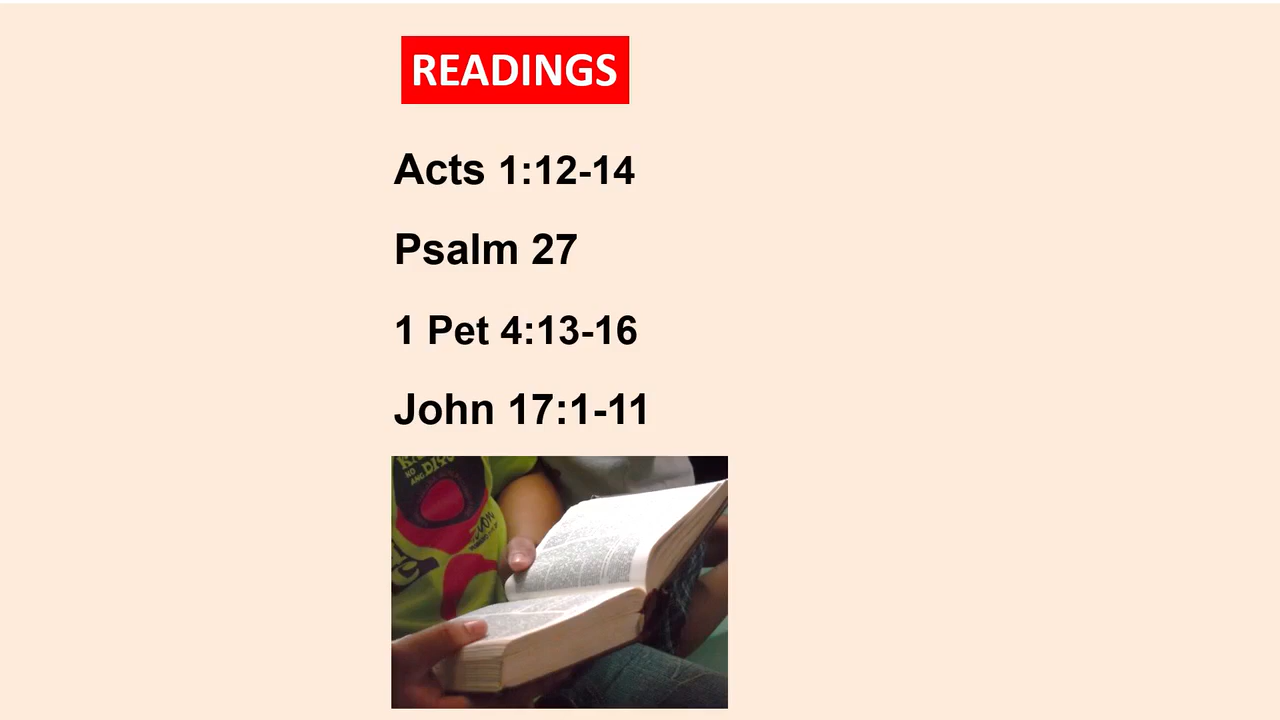 READINGS
Acts 1:12-14
Psalm 27
1 Pet 4:13-16
John 17:1-11